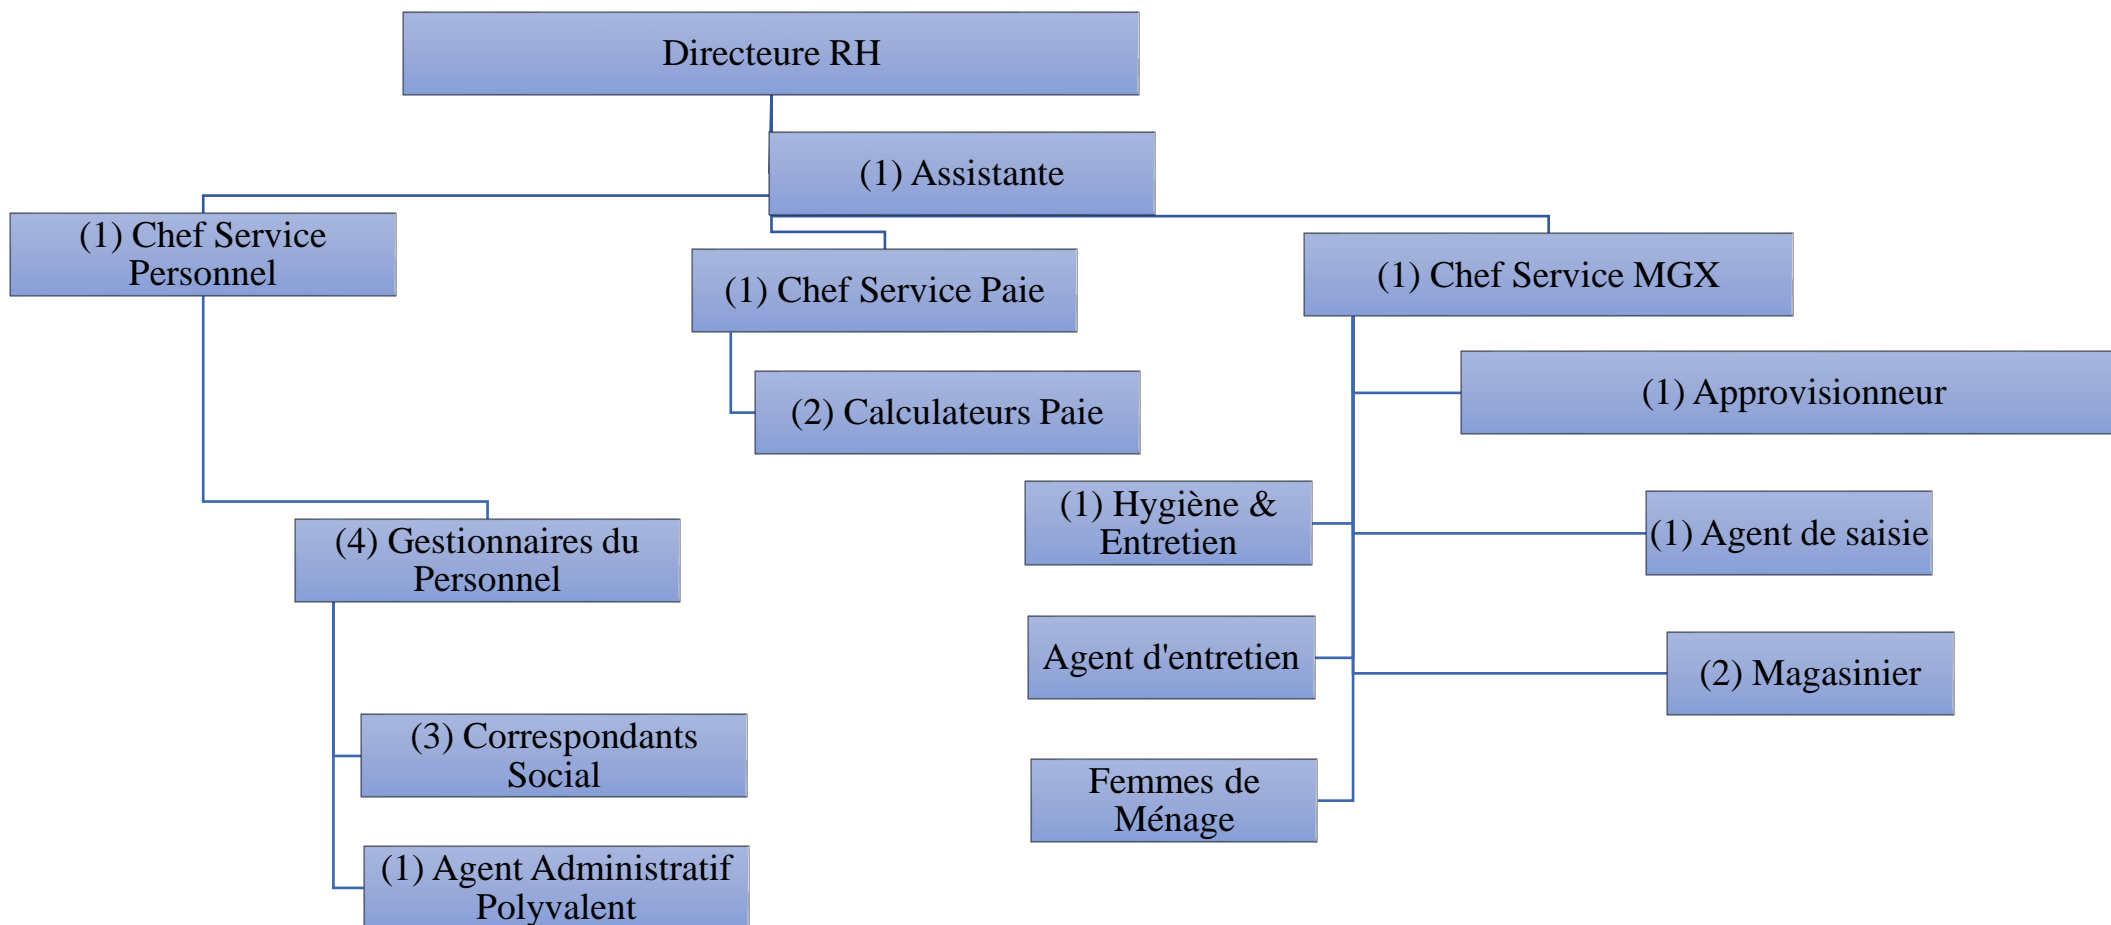 Directeure RH
(1) Assistante
(1) Chef Service
Personnel
(1) Chef Service Paie
(1) Chef Service MGX
(2) Calculateurs Paie
(1) Approvisionneur
(4) Gestionnaires du
Personnel
(1) Hygiène &
Entretien
(1) Agent de saisie
Agent d'entretien
(2) Magasinier
(3) Correspondants
Social
Femmes de
Ménage
(1) Agent Administratif
Polyvalent